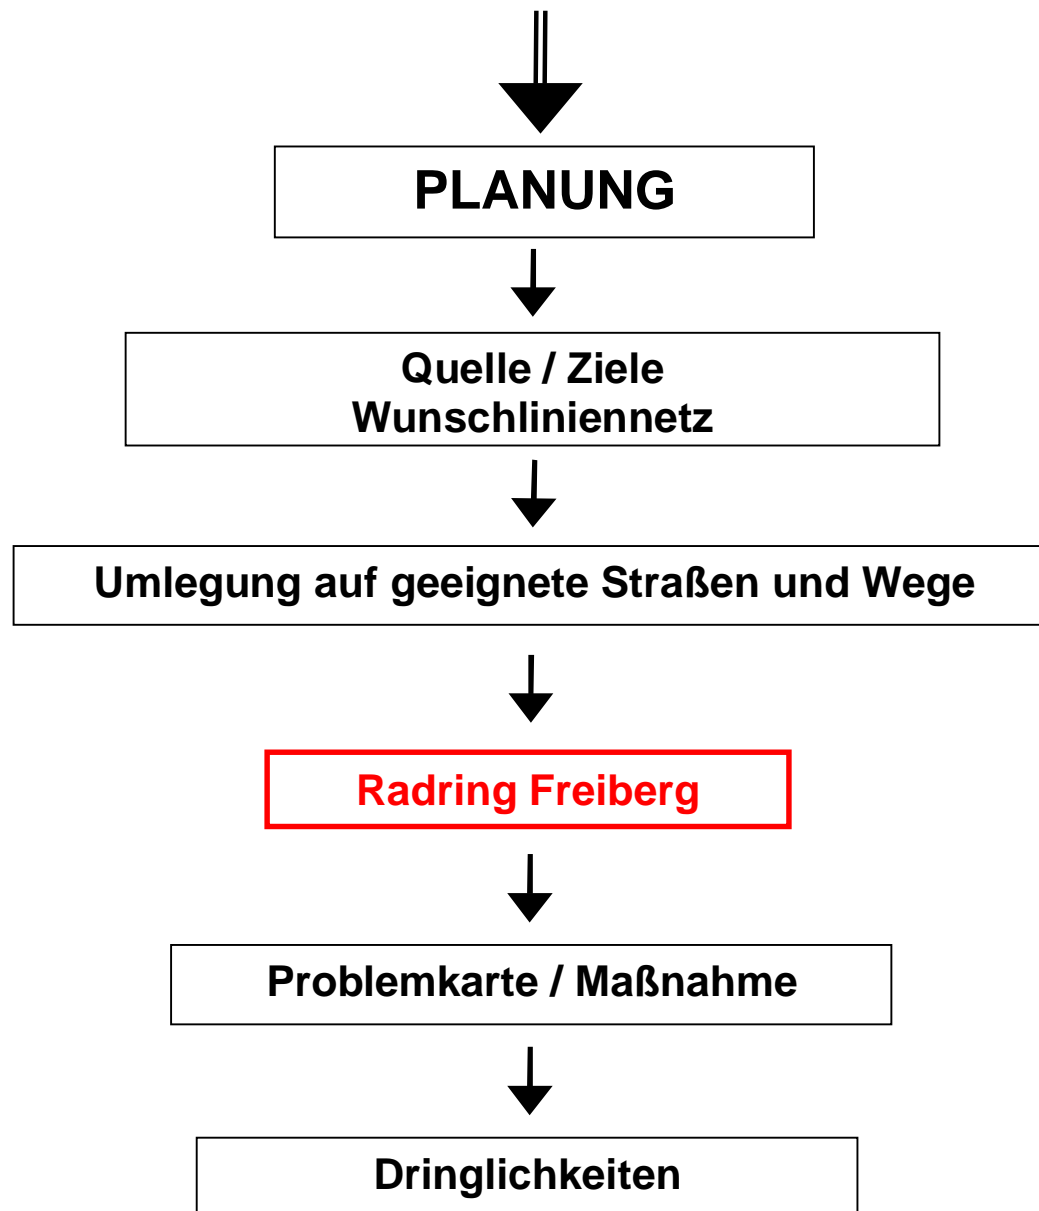 PLANUNG
Quelle / Ziele
Wunschliniennetz
Umlegung auf geeignete Straßen und Wege
Radring Freiberg
Problemkarte / Maßnahme
Dringlichkeiten